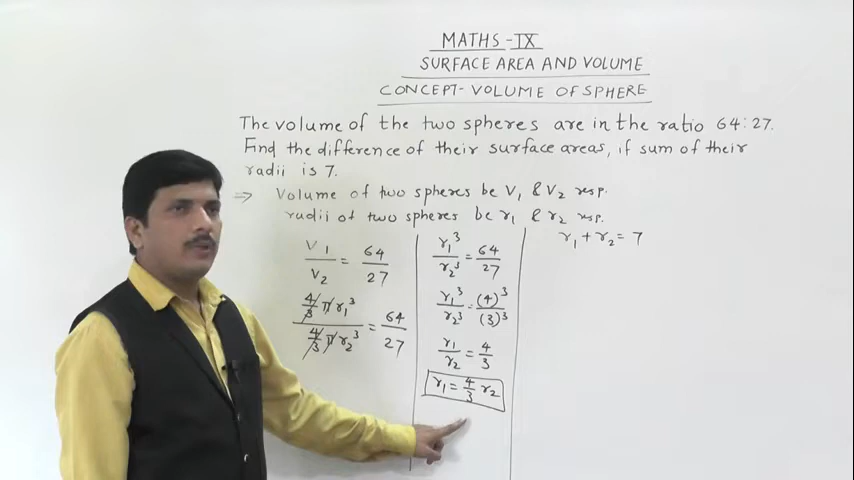 MATHS - IX
SURFACE AREA AND VOLUME
CONCEPT- VOLUME OF SPHERE
The volume of the two spheres are in the ratio 64:27.
Find the difference of their surface areas, if sum of their
radii is 7.
⇒ Volume of two spheres be V₁ & V₂ resp.
radii of two spheres be r₁ & r₂ resp.
V₁/V₂ = 64/27
4/3 π r₁³ / 4/3 π r₂³ = 64/27
r₁³/r₂³ = 64/27
r₁³/r₂³ = (4)³/(3)³
r₁/r₂ = 4/3
r₁ = 4/3 r₂
r₁ + r₂ = 7